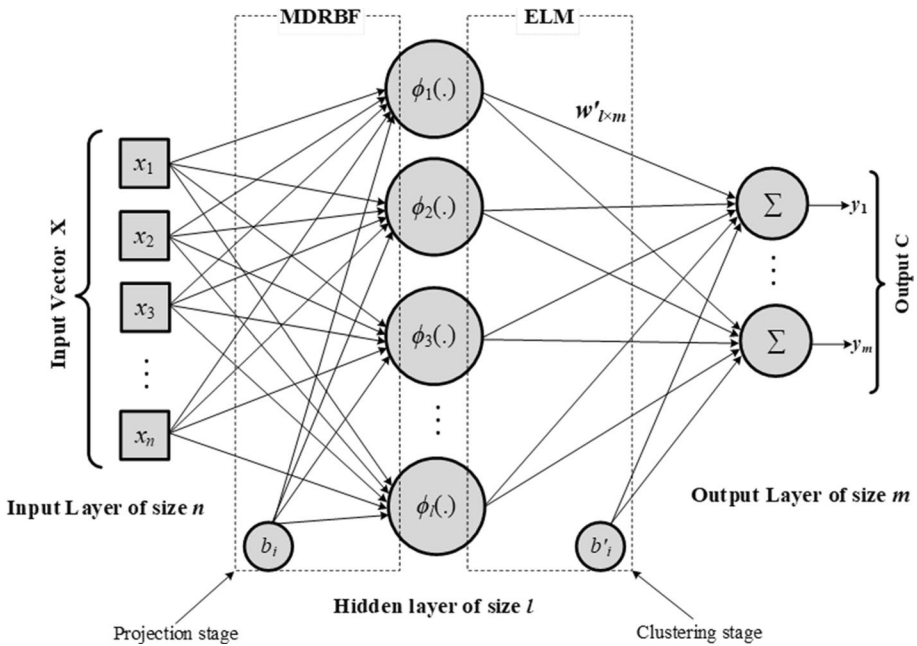 MDRBF
ELM
ϕ1(.)
w'l×m
x1
x2
ϕ2(.)
∑
y1
Input Vector X
Output C
x3
ϕ3(.)
∑
ym
xn
ϕl(.)
Input Layer of size n
Output Layer of size m
bi
b'i
Hidden layer of size l
Projection stage
Clustering stage